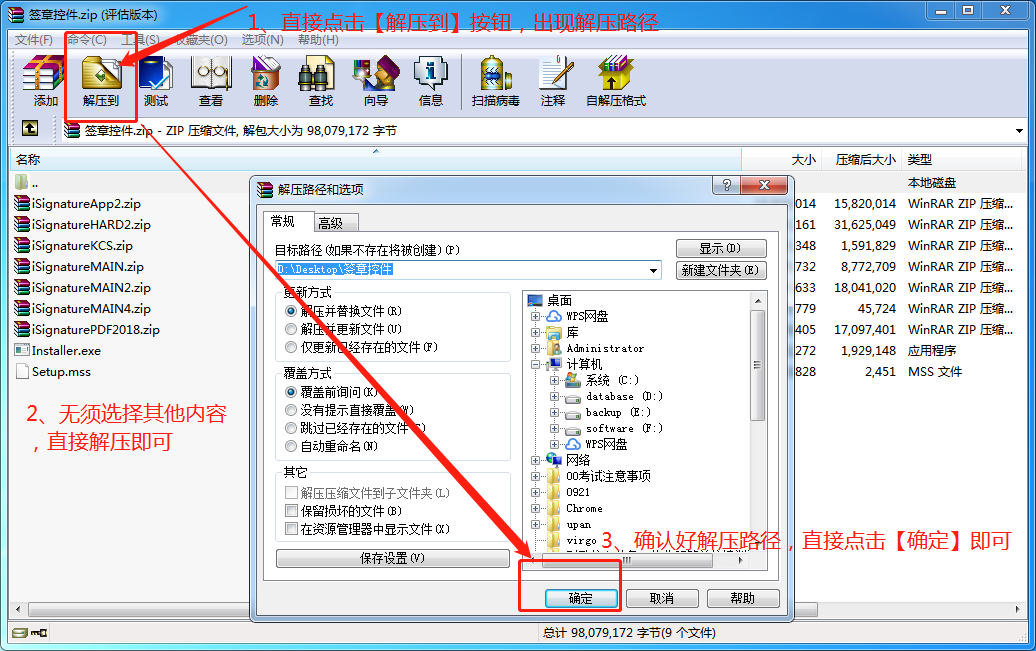 签章控件.zip (评估版本)
1、直接点击【解压到】按钮，出现解压路径
文件(F) 命令(C) 工具(S) 收藏夹(O) 选项(N) 帮助(H)
添加 解压到 测试 查看 删除 查找 向导 信息 扫描病毒 注释 自解压格式
签章控件.zip - ZIP 压缩文件, 解包大小为 98,079,172 字节
名称 大小 压缩后大小 类型
.. 本地磁盘
iSignatureApp2.zip 014 15,820,014 WinRAR ZIP 压缩...
iSignatureHARD2.zip 161 31,625,049 WinRAR ZIP 压缩...
iSignatureKCS.zip 348 1,591,829 WinRAR ZIP 压缩...
iSignatureMAIN.zip 732 8,772,709 WinRAR ZIP 压缩...
iSignatureMAIN2.zip 633 18,041,020 WinRAR ZIP 压缩...
iSignatureMAIN4.zip 779 45,724 WinRAR ZIP 压缩...
iSignaturePDF2018.zip 405 17,097,401 WinRAR ZIP 压缩...
Installer.exe 272 1,929,148 应用程序
Setup.mss 828 2,451 MSS 文件
2、无须选择其他内容
，直接解压即可
解压路径和选项
常规 高级
目标路径(如果不存在将被创建)(P)
显示(D)
D:\Desktop\签章控件
新建文件夹(E)
更新方式
解压并替换文件(R)
解压并更新文件(U)
仅更新已经存在的文件(F)
覆盖方式
覆盖前询问(K)
没有提示直接覆盖(W)
跳过已经存在的文件(S)
自动重命名(N)
其它
解压压缩文件到子文件夹(L)
保留损坏的文件(B)
在资源管理器中显示文件(X)
保存设置(V)
桌面
WPS网盘
库
Administrator
计算机
系统 (C:)
database (D:)
backup (E:)
software (F:)
WPS网盘
网络
00考试注意事项
0921
Chrome
upan
virgo
3、确认好解压路径，直接点击【确定】即可
确定 取消 帮助
总计 98,079,172 字节(9 个文件)